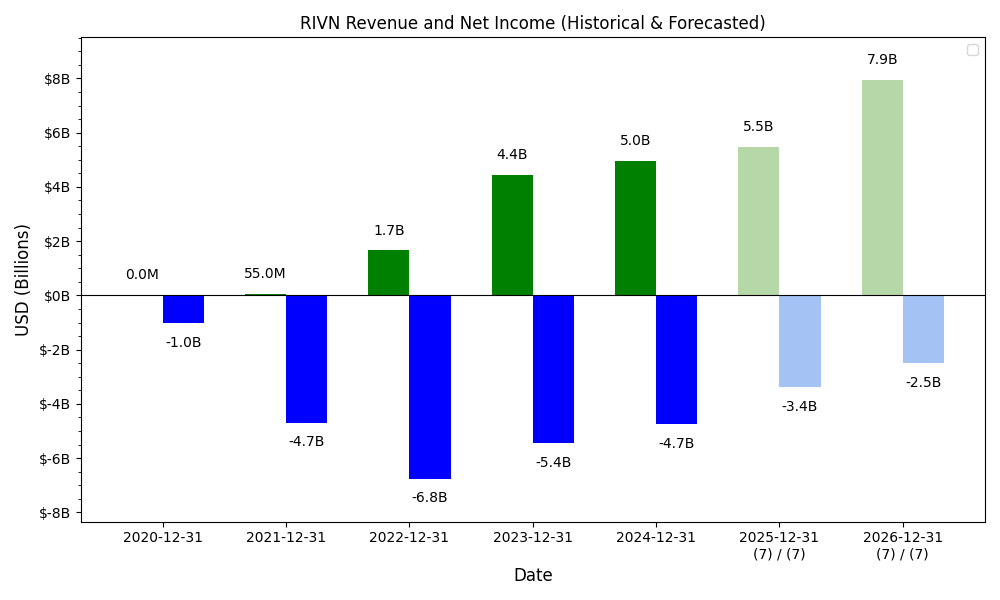 RIVN Revenue and Net Income (Historical & Forecasted)
7.9B
$8B
$6B
5.5B
5.0B
4.4B
$4B
1.7B
$2B
0.0M
55.0M
$0B
-1.0B
$-2B
-2.5B
-3.4B
$-4B
-4.7B
-4.7B
-5.4B
$-6B
-6.8B
$-8B
USD (Billions)
2020-12-31
2021-12-31
2022-12-31
2023-12-31
2024-12-31
2025-12-31
(7) / (7)
2026-12-31
(7) / (7)
Date